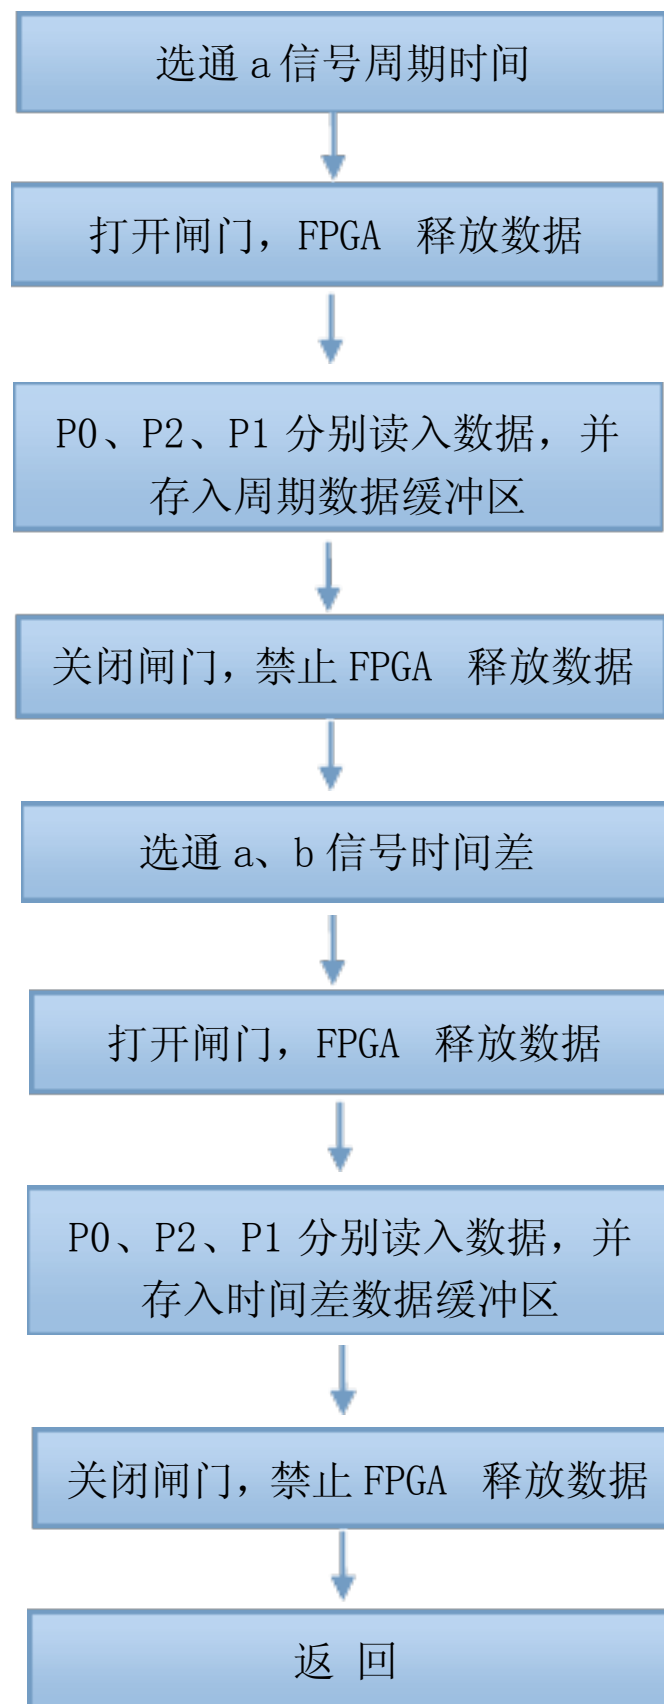 选通 a 信号周期时间
打开闸门，FPGA 释放数据
P0、P2、P1 分别读入数据，并
存入周期数据缓冲区
关闭闸门，禁止 FPGA 释放数据
选通 a、b 信号时间差
打开闸门，FPGA 释放数据
P0、P2、P1 分别读入数据，并
存入时间差数据缓冲区
关闭闸门，禁止 FPGA 释放数据
返 回